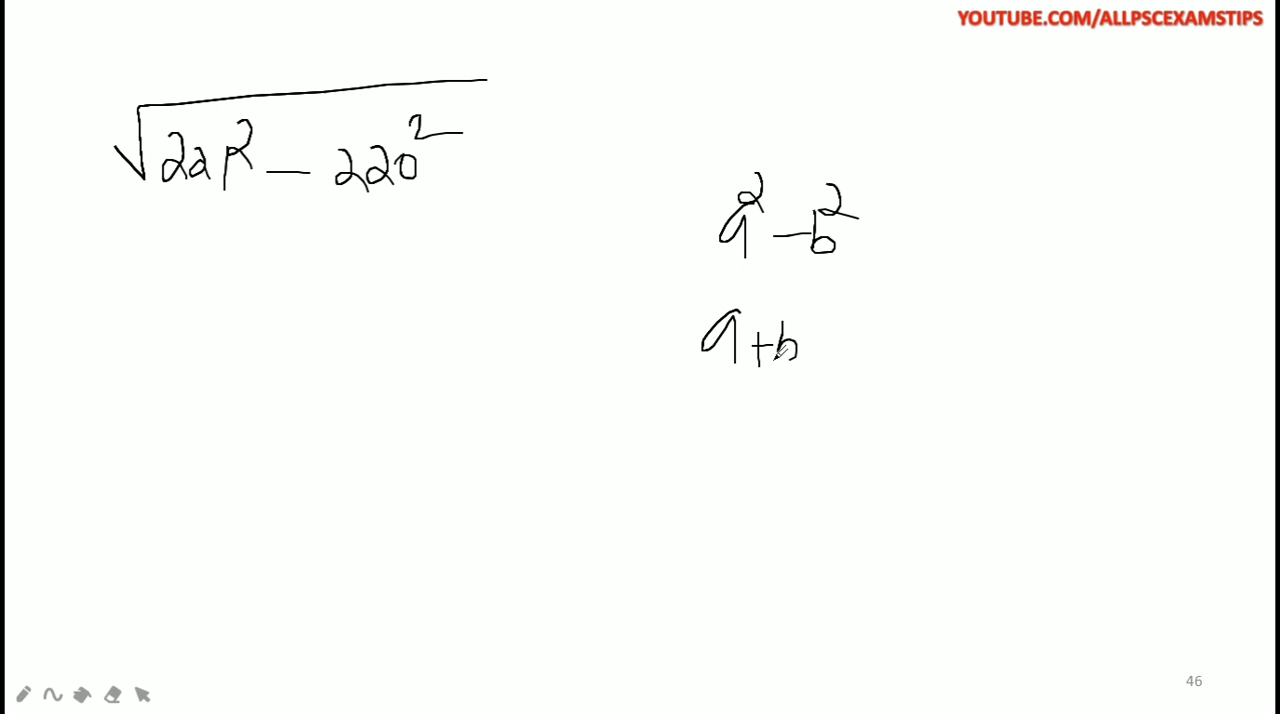 YOUTUBE.COM/ALLPSCEXAMSTIPS
√221² - 220²
a² - b²
a + b
46